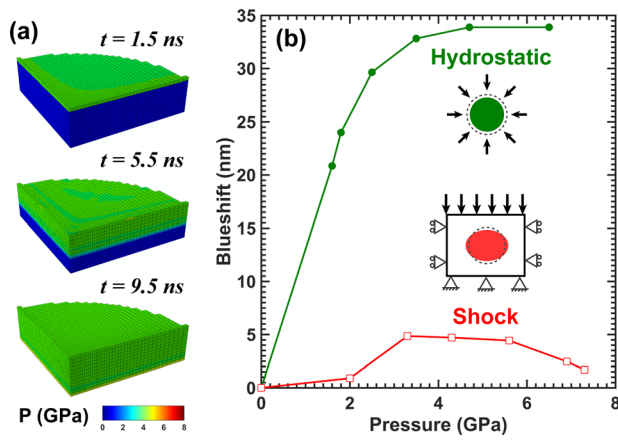 (a)
t = 1.5 ns
t = 5.5 ns
t = 9.5 ns
P (GPa)
0 2 4 6 8
(b)
35
30
25
20
15
10
5
0
Blueshift (nm)
Hydrostatic
Shock
0 2 4 6 8
Pressure (GPa)